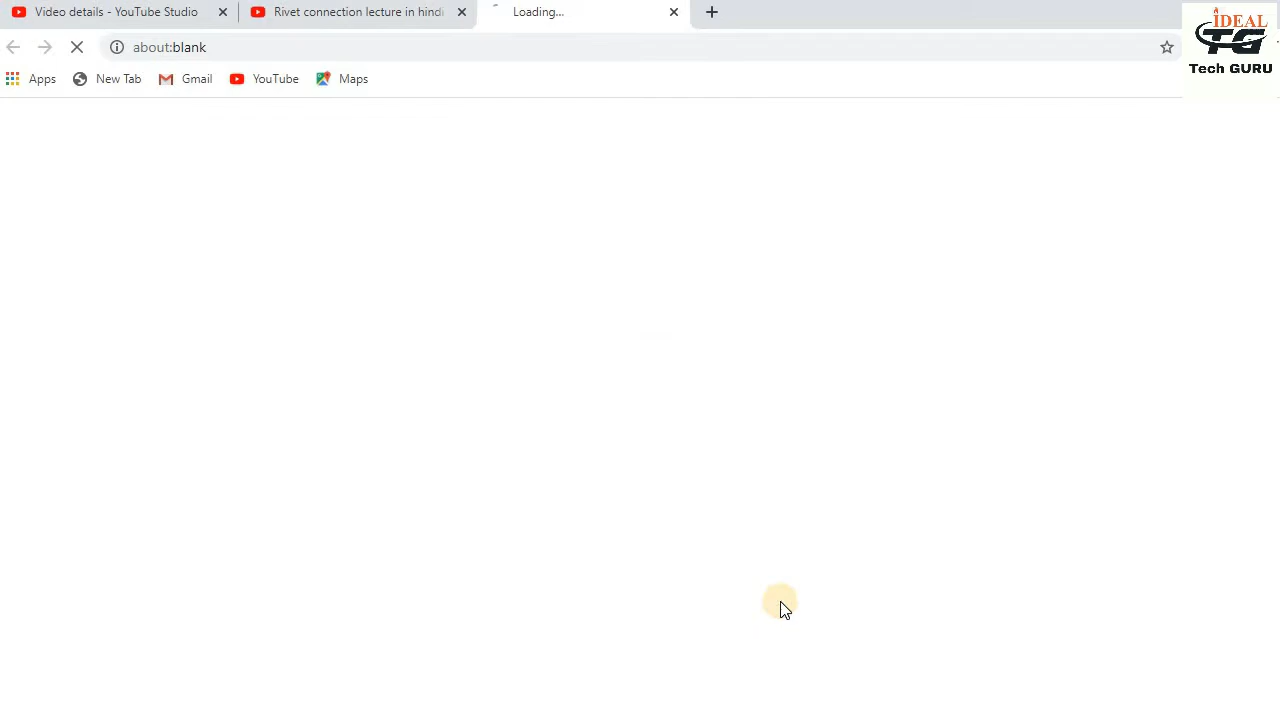 Video details - YouTube Studio
Rivet connection lecture in hindi
Loading...
about:blank
Apps
New Tab
Gmail
YouTube
Maps
IDEAL
TG
Tech GURU